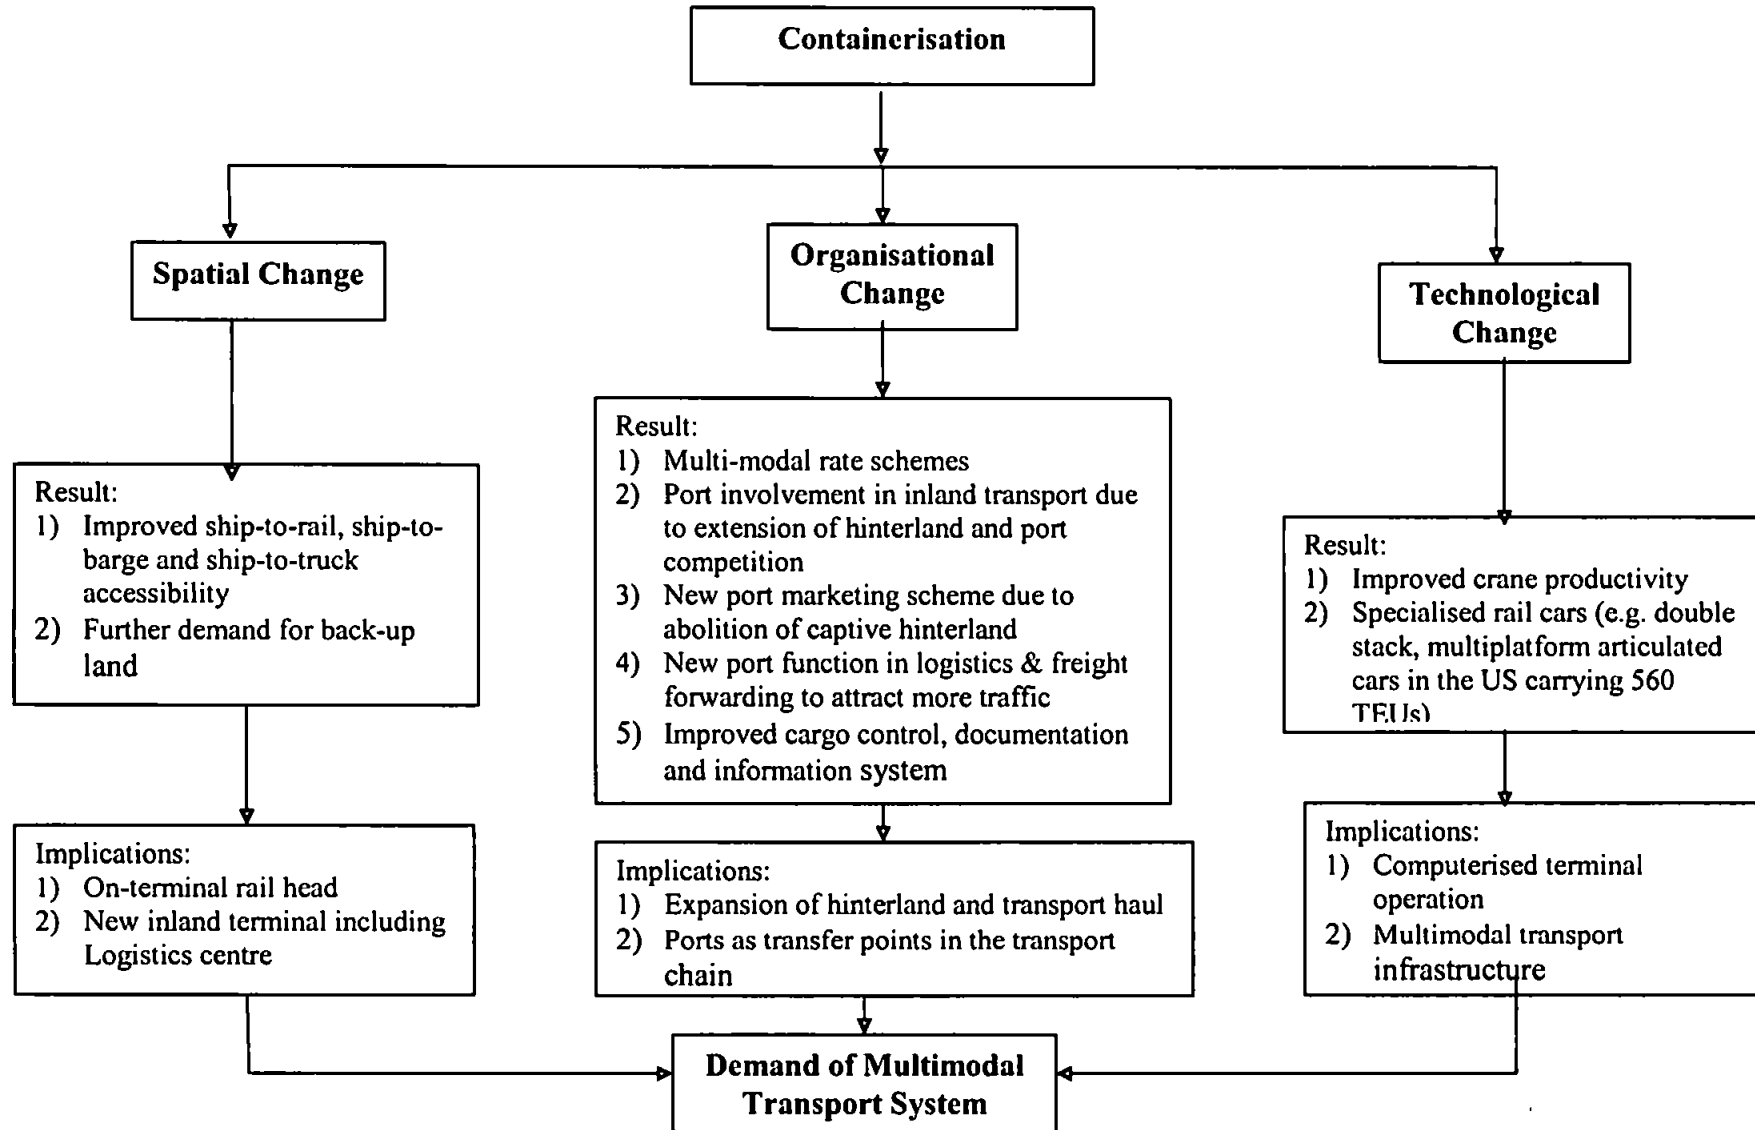 Containerisation
Spatial Change
Organisational
Change
Technological
Change
Result:
1) Improved ship-to-rail, ship-to-
barge and ship-to-truck
accessibility
2) Further demand for back-up
land
Result:
1) Multi-modal rate schemes
2) Port involvement in inland transport due
to extension of hinterland and port
competition
3) New port marketing scheme due to
abolition of captive hinterland
4) New port function in logistics & freight
forwarding to attract more traffic
5) Improved cargo control, documentation
and information system
Result:
1) Improved crane productivity
2) Specialised rail cars (e.g. double
stack, multiplatform articulated
cars in the US carrying 560
TEUs)
Implications:
1) On-terminal rail head
2) New inland terminal including
Logistics centre
Implications:
1) Expansion of hinterland and transport haul
2) Ports as transfer points in the transport
chain
Implications:
1) Computerised terminal
operation
2) Multimodal transport
infrastructure
Demand of Multimodal
Transport System